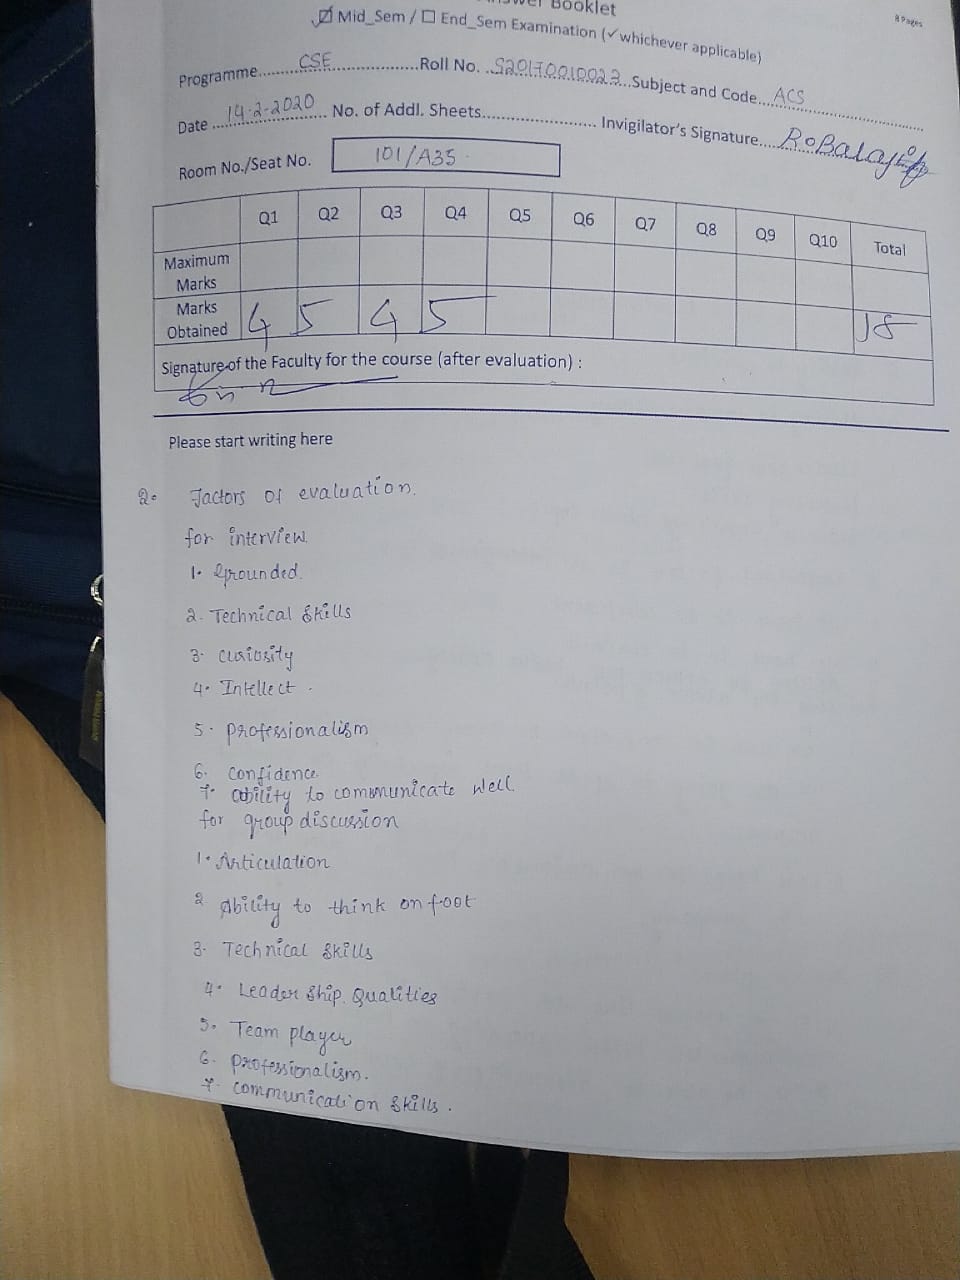 Answer Booklet
8 Pages
☑ Mid_Sem / ☐ End_Sem Examination (✓ whichever applicable)
Programme.... CSE ....Roll No. ..S20170010023...Subject and Code... ACS
Date .. 14-2-2020 ... No. of Addl. Sheets.............. Invigilator's Signature.... RoBalaji
Room No./Seat No. 101/A35
Q1 Q2 Q3 Q4 Q5 Q6 Q7 Q8 Q9 Q10 Total
Maximum
Marks
Marks
Obtained 4 5 4 5 18
Signature of the Faculty for the course (after evaluation) :
Please start writing here
2. Factors of evaluation.
for interview.
1. Grounded.
2. Technical Skills
3. Curiosity
4. Intellect.
5. Professionalism
6. Confidence.
7. ability to communicate well.
for group discussion
1. Articulation
2 Ability to think on foot
3. Technical Skills
4. Leader Ship. Qualities
5. Team player
6. Professionalism.
7. Communication Skills.